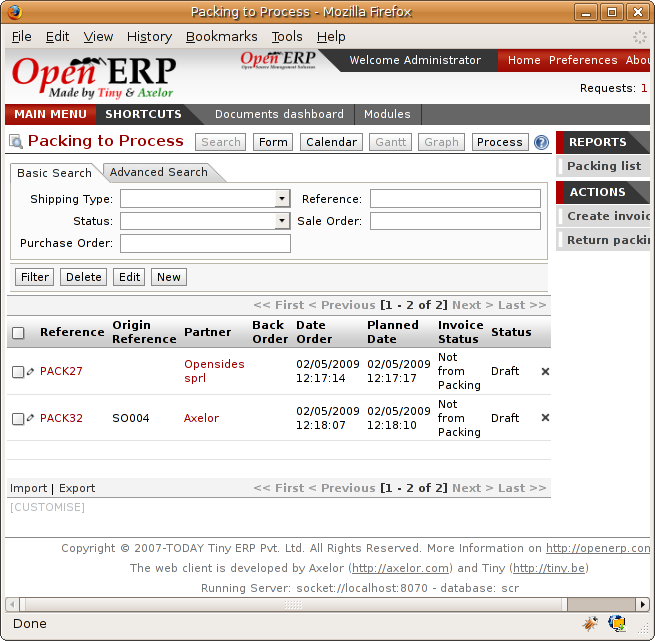 Packing to Process - Mozilla Firefox
File Edit View History Bookmarks Tools Help
Open ERP
Made by Tiny & Axelor
Open ERP
Open Source Management Solution
Welcome Administrator
Home Preferences Abou
Requests: 1
MAIN MENU SHORTCUTS Documents dashboard Modules
Packing to Process Search Form Calendar Gantt Graph Process ?
REPORTS
Packing list
ACTIONS
Create invoic
Return packin
Basic Search Advanced Search
Shipping Type: Reference:
Status: Sale Order:
Purchase Order:
Filter Delete Edit New
<< First < Previous [1 - 2 of 2] Next > Last >>
Reference Origin Reference Partner Back Order Date Order Planned Date Invoice Status Status
PACK27 Opensides sprl 02/05/2009 12:17:14 02/05/2009 12:17:17 Not from Packing Draft
PACK32 SO004 Axelor 02/05/2009 12:18:07 02/05/2009 12:18:10 Not from Packing Draft
Import | Export << First < Previous [1 - 2 of 2] Next > Last >>
[CUSTOMISE]
Copyright © 2007-TODAY Tiny ERP Pvt. Ltd. All Rights Reserved. More Information on http://openerp.com
The web client is developed by Axelor (http://axelor.com) and Tiny (http://tiny.be)
Running Server: socket://localhost:8070 - database: scr
Done